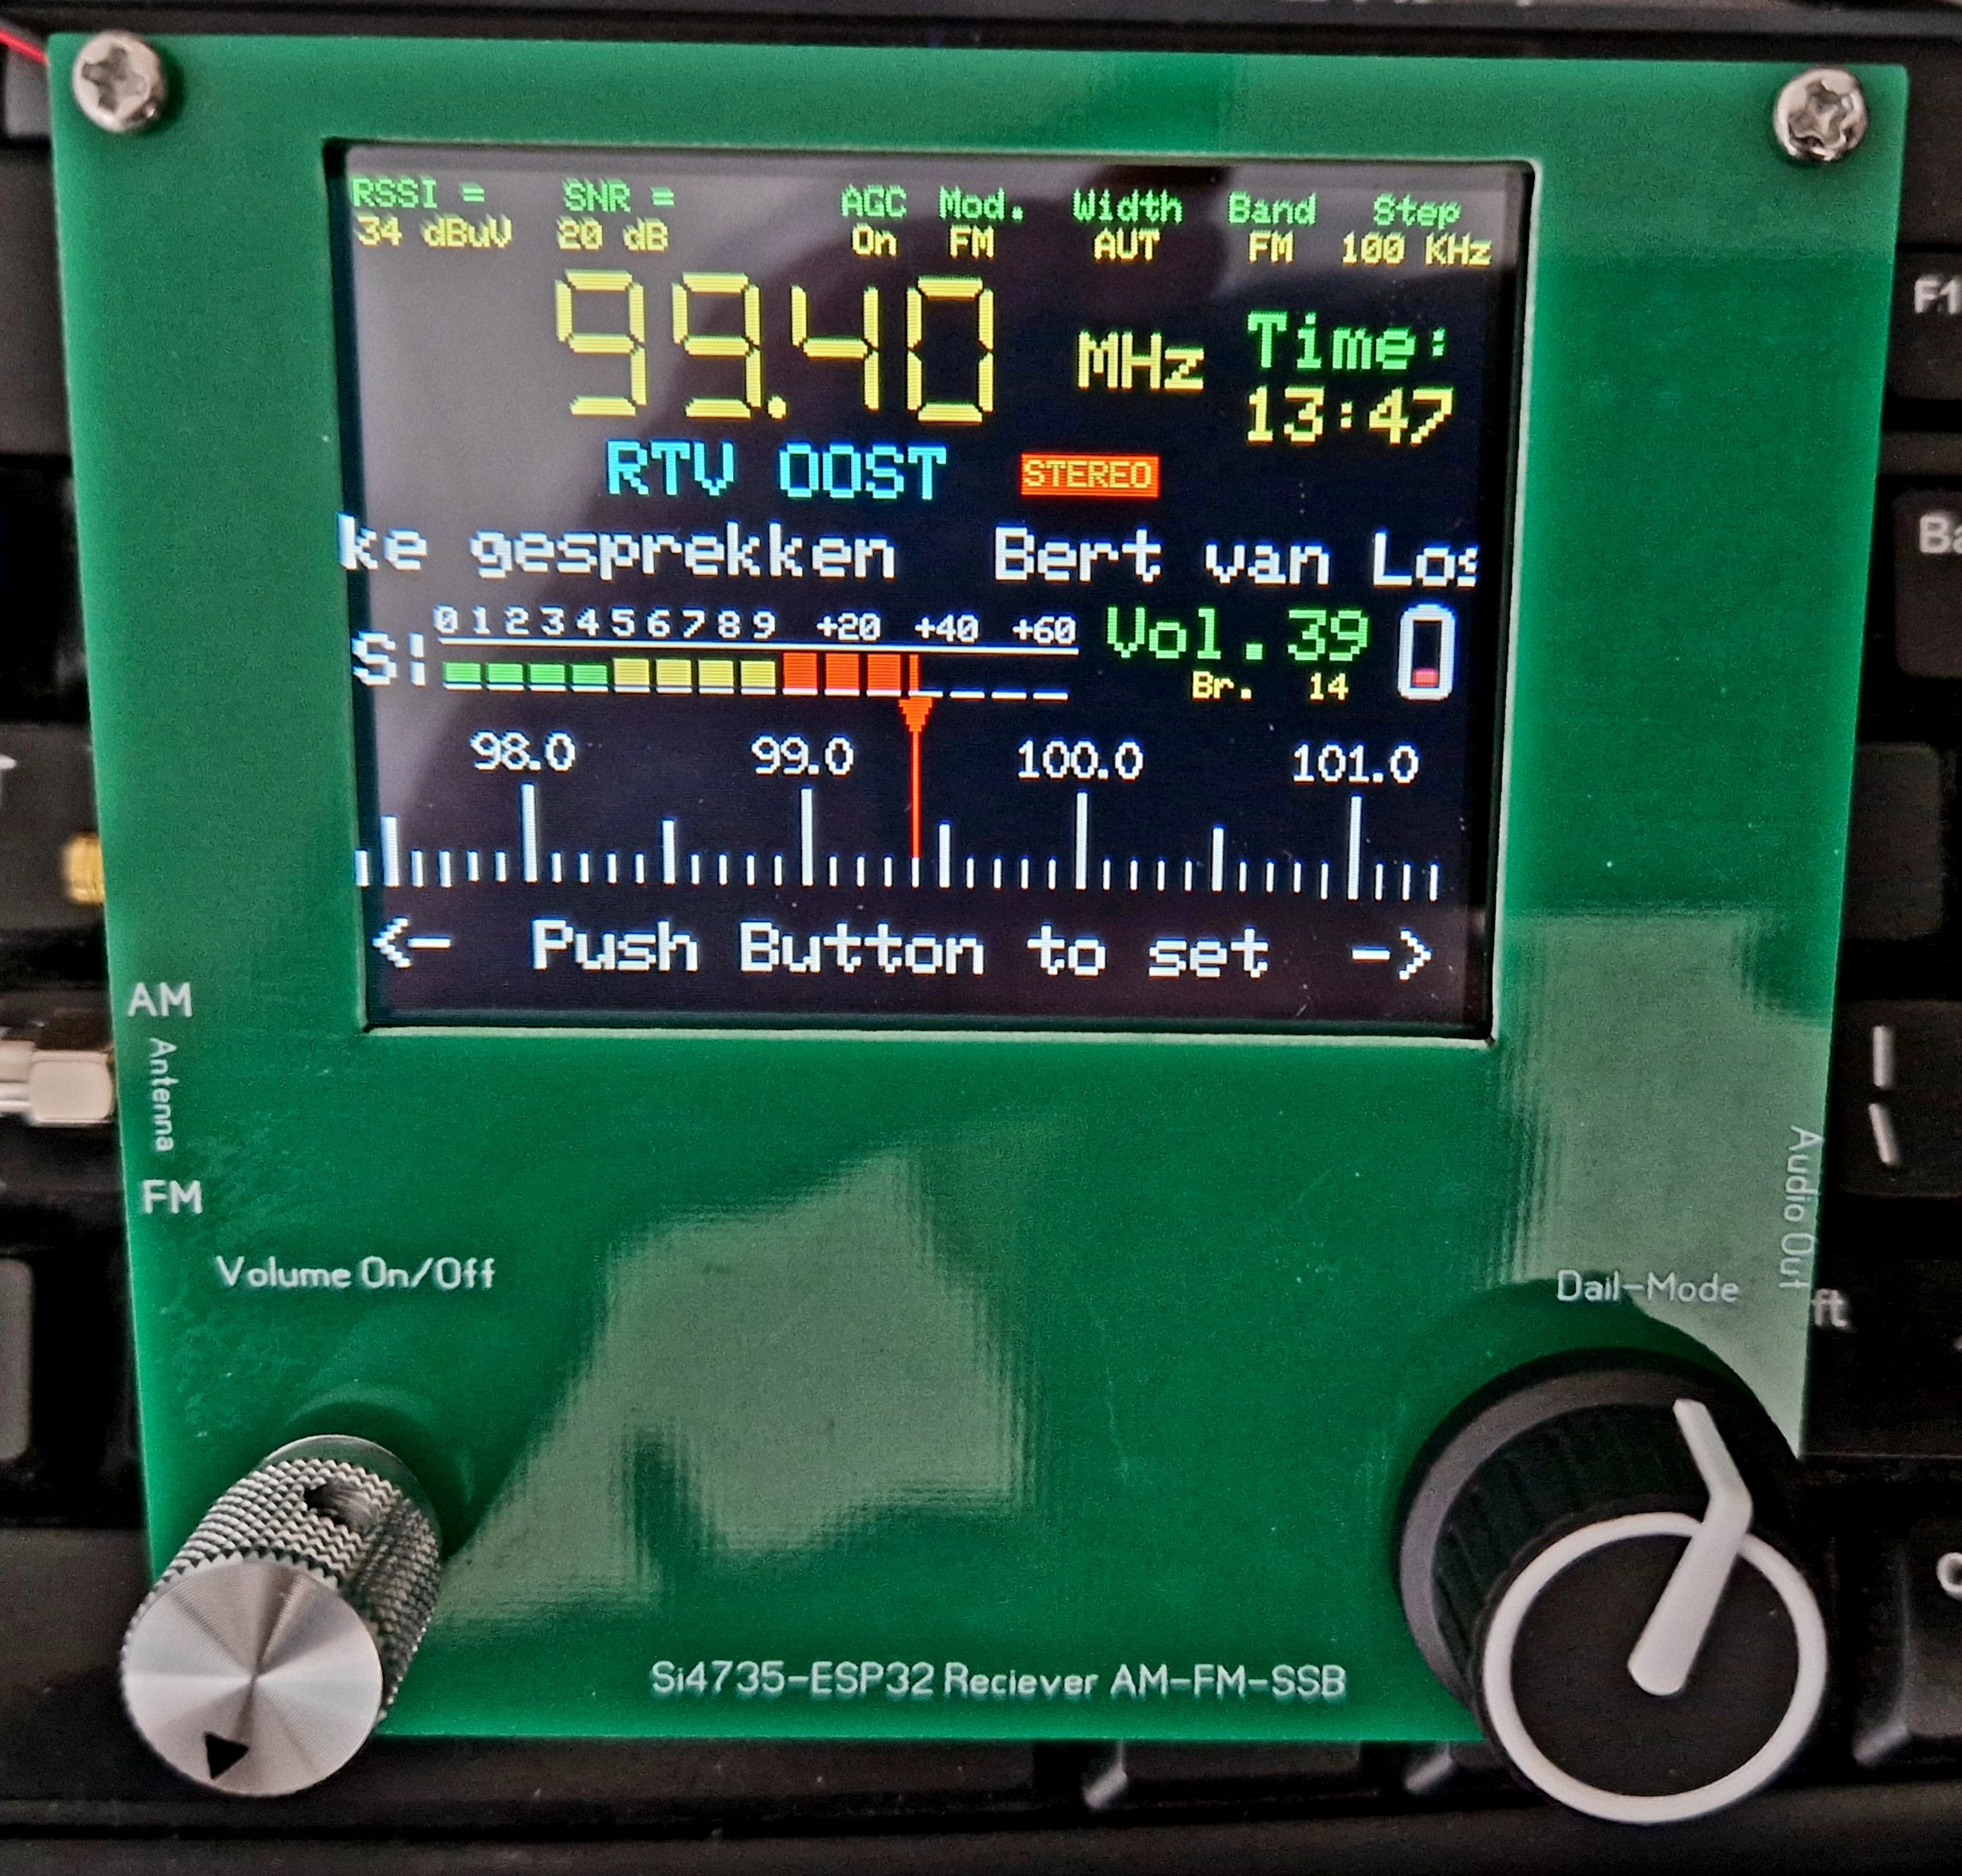 RSSI = SNR = AGC Mod. Width Band Step
34 dBuV 20 dB On FM AUT FM 100 KHz
99.40 MHz Time:
13:47
RTV OOST STEREO
ke gesprekken Bert van Los
0 1 2 3 4 5 6 7 8 9 +20 +40 +60
S: Vol.39
Br. 14
98.0 99.0 100.0 101.0
<- Push Button to set ->
AM
Antenna
FM
Audio Out
Volume On/Off
Dail-Mode
Si4735-ESP32 Reciever AM-FM-SSB
F1
Ba
ft